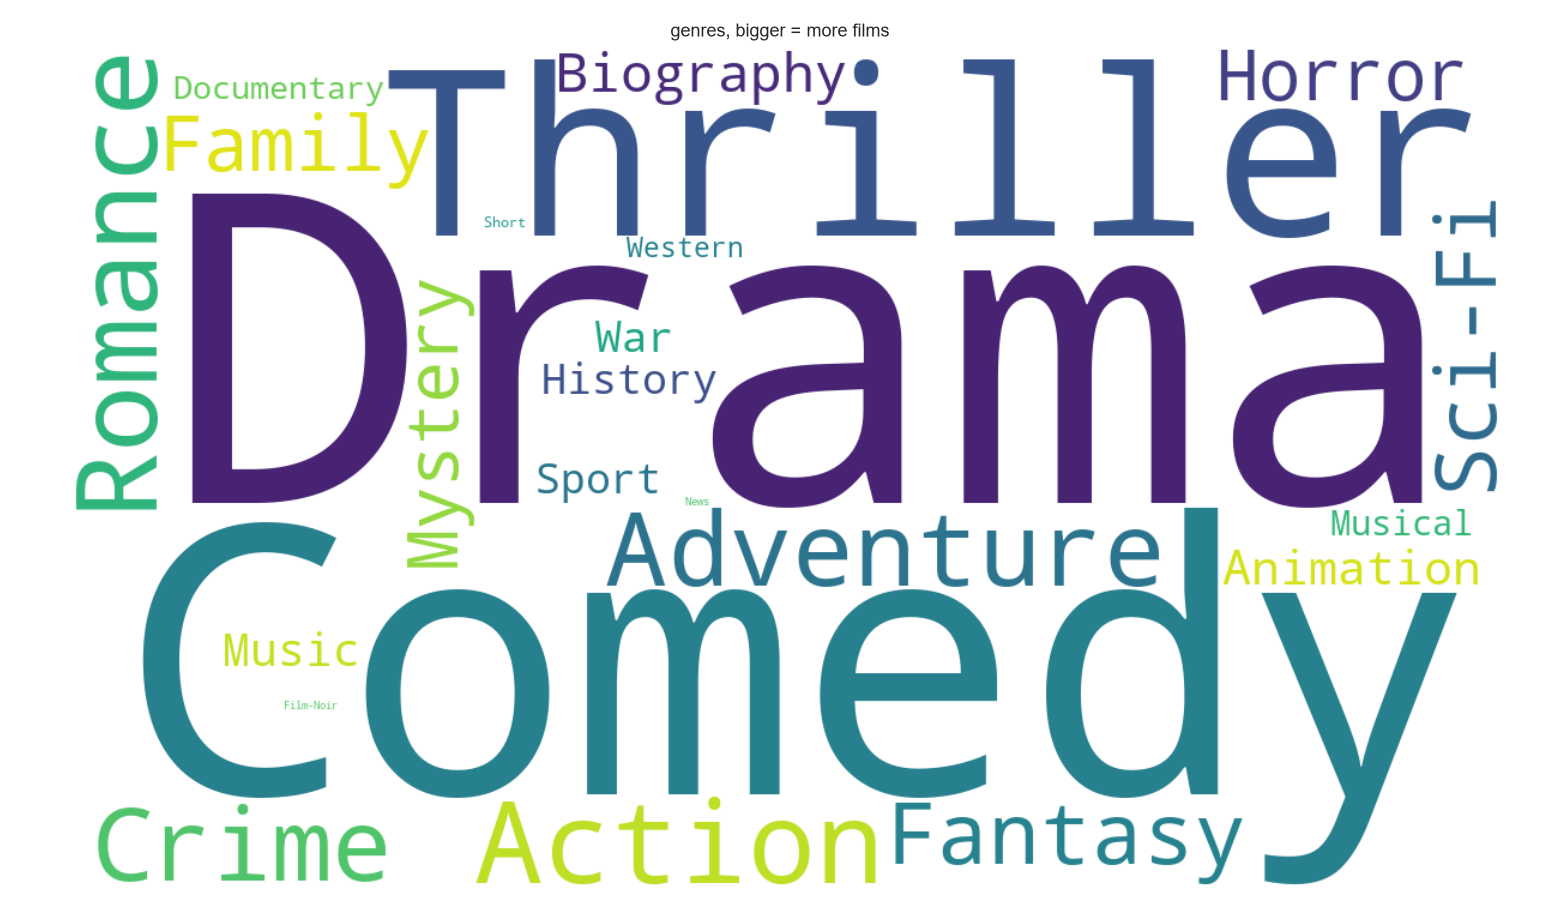 genres, bigger = more films
Biography
Horror
Documentary
Thriller
Family
Romance
Short
Western
Drama
Sci-Fi
Mystery
War
History
Sport
News
Adventure
Musical
Animation
Comedy
Music
Film-Noir
Crime
Action
Fantasy